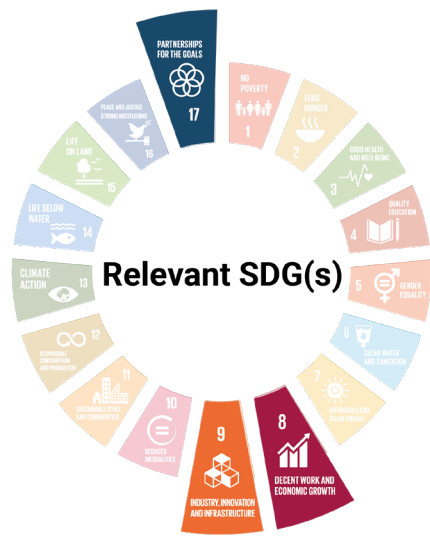 PARTNERSHIPS
FOR THE GOALS
17
NO
POVERTY
1
ZERO
HUNGER
2
GOOD HEALTH
AND WELL-BEING
3
QUALITY
EDUCATION
4
GENDER
EQUALITY
5
CLEAN WATER
AND SANITATION
6
AFFORDABLE AND
CLEAN ENERGY
7
DECENT WORK AND
ECONOMIC GROWTH
8
INDUSTRY, INNOVATION
AND INFRASTRUCTURE
9
REDUCED
INEQUALITIES
10
SUSTAINABLE CITIES
AND COMMUNITIES
11
RESPONSIBLE
CONSUMPTION
AND PRODUCTION
12
CLIMATE
ACTION
13
LIFE BELOW
WATER
14
LIFE
ON LAND
15
PEACE AND JUSTICE
STRONG INSTITUTIONS
16
Relevant SDG(s)